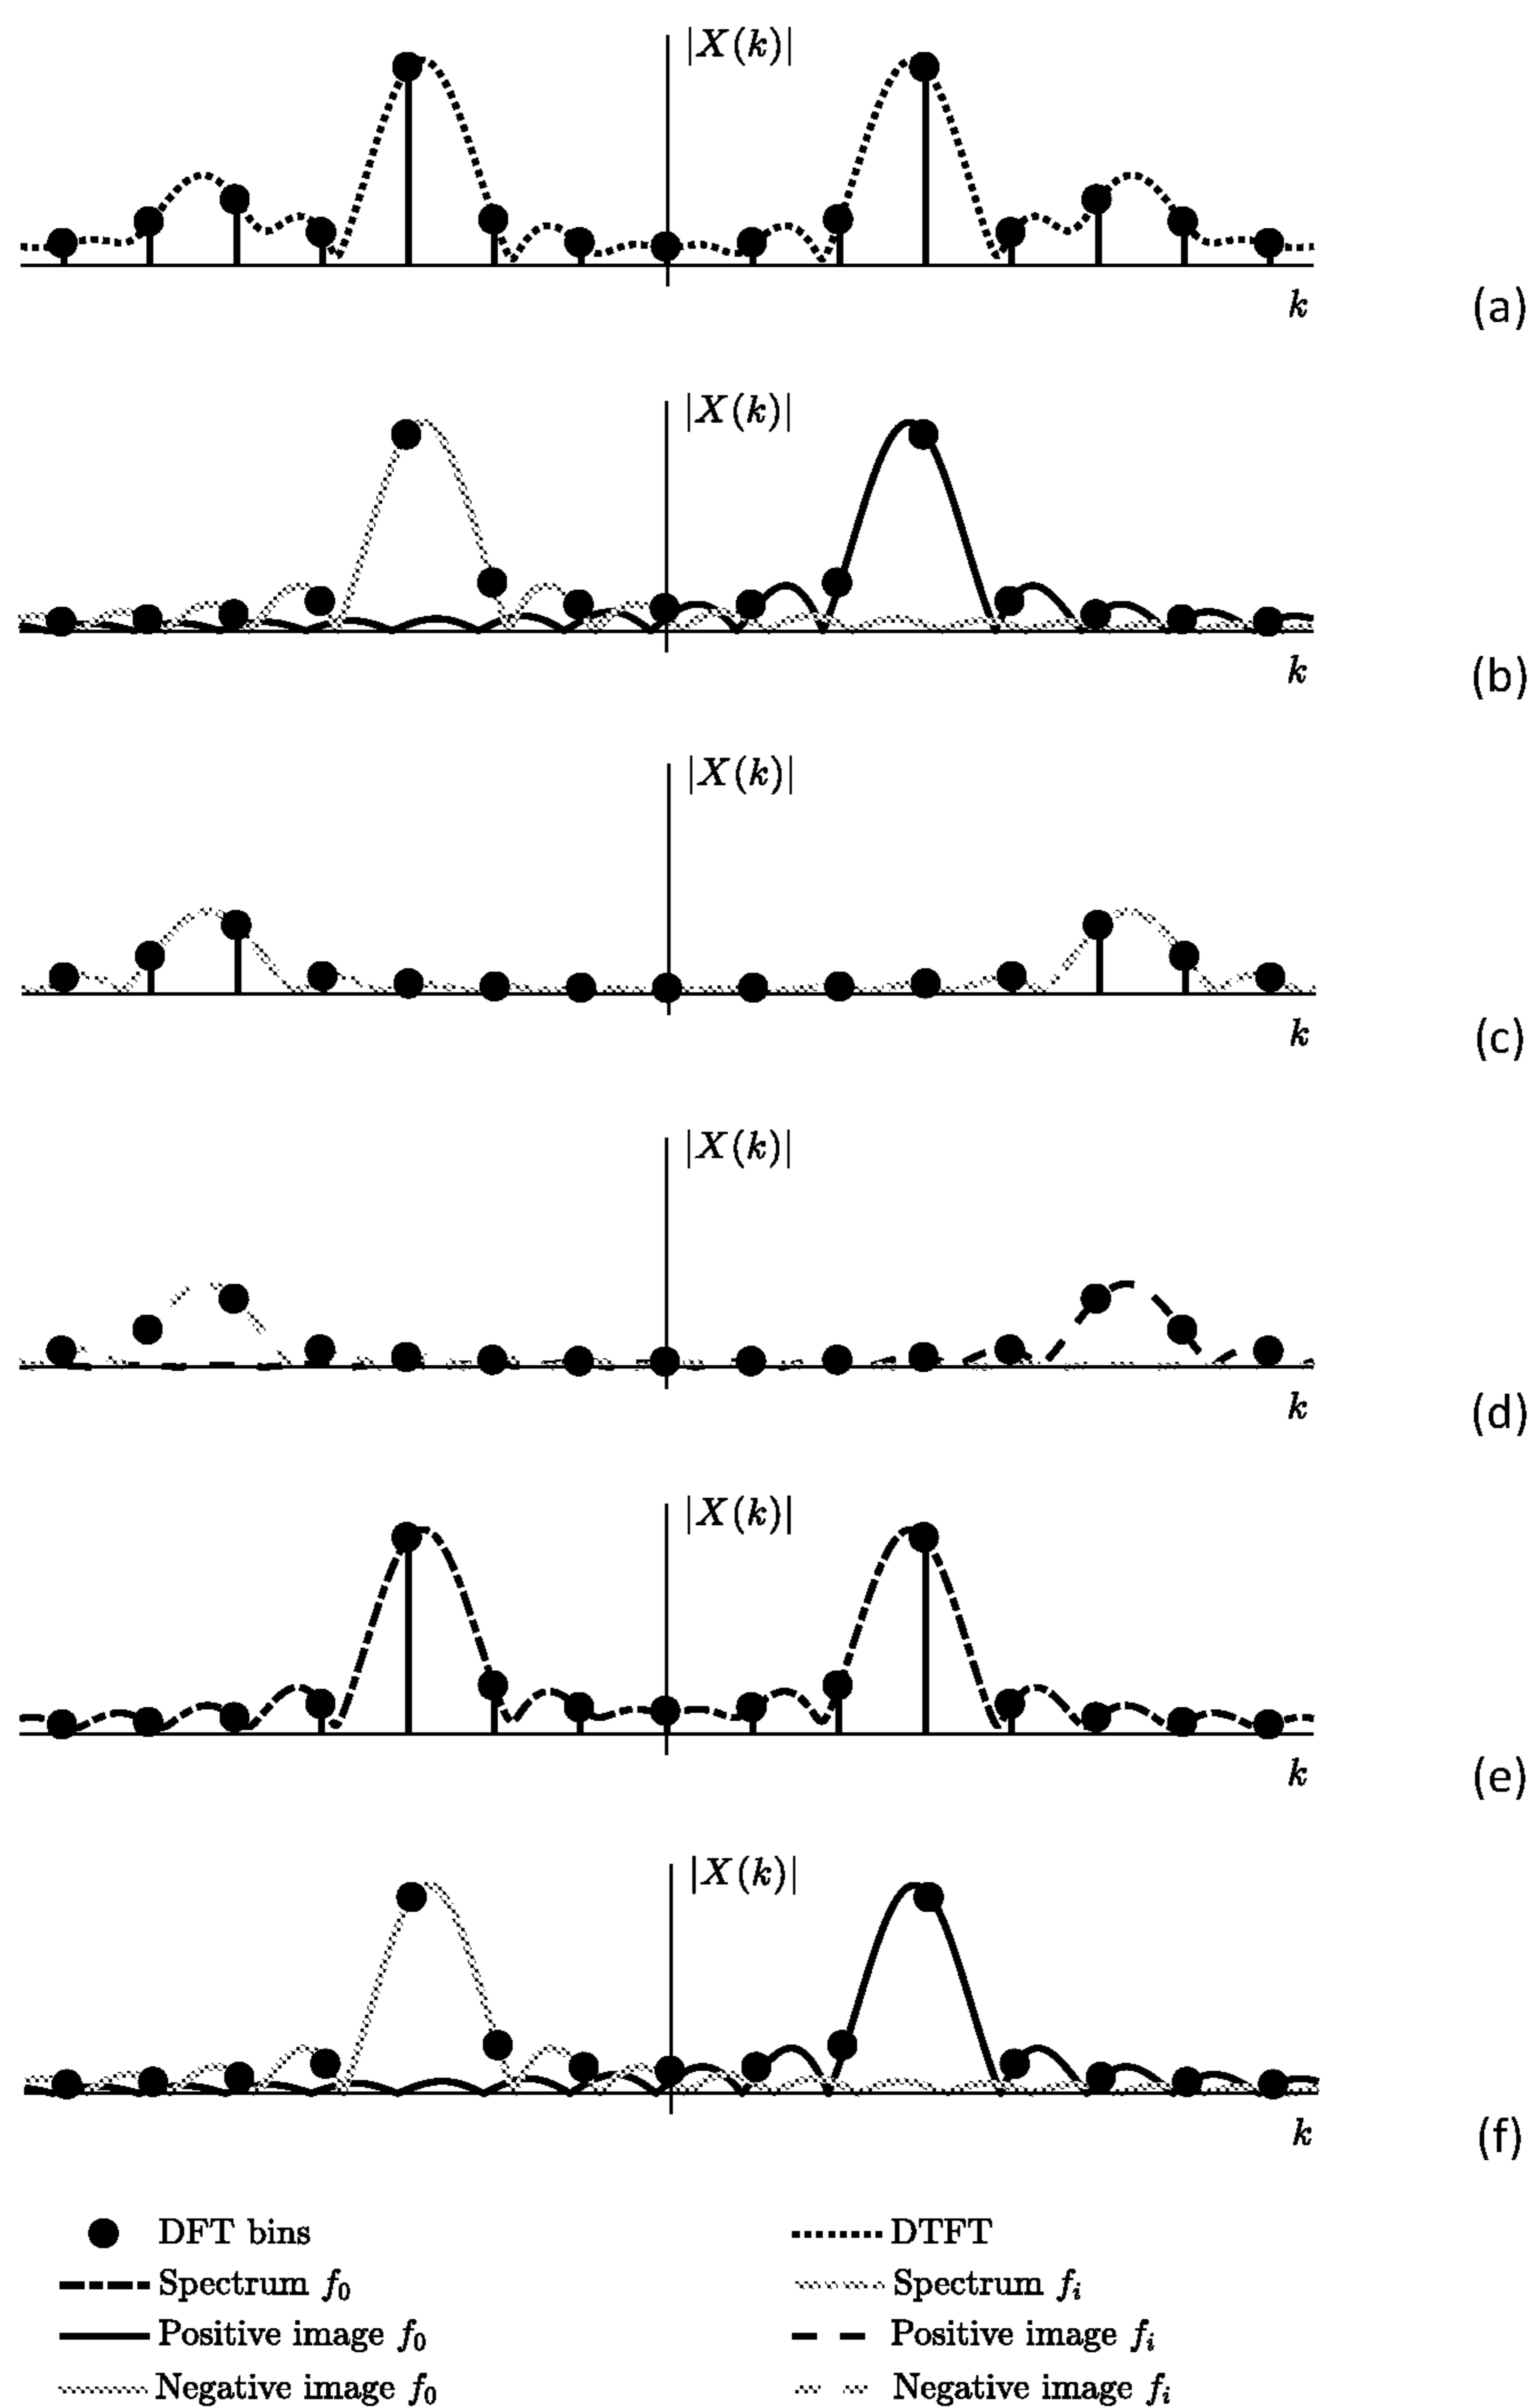 |X(k)|
k
(a)
|X(k)|
k
(b)
|X(k)|
k
(c)
|X(k)|
k
(d)
|X(k)|
k
(e)
|X(k)|
k
(f)
DFT bins
DTFT
Spectrum f₀
Spectrum fᵢ
Positive image f₀
Positive image fᵢ
Negative image f₀
Negative image fᵢ